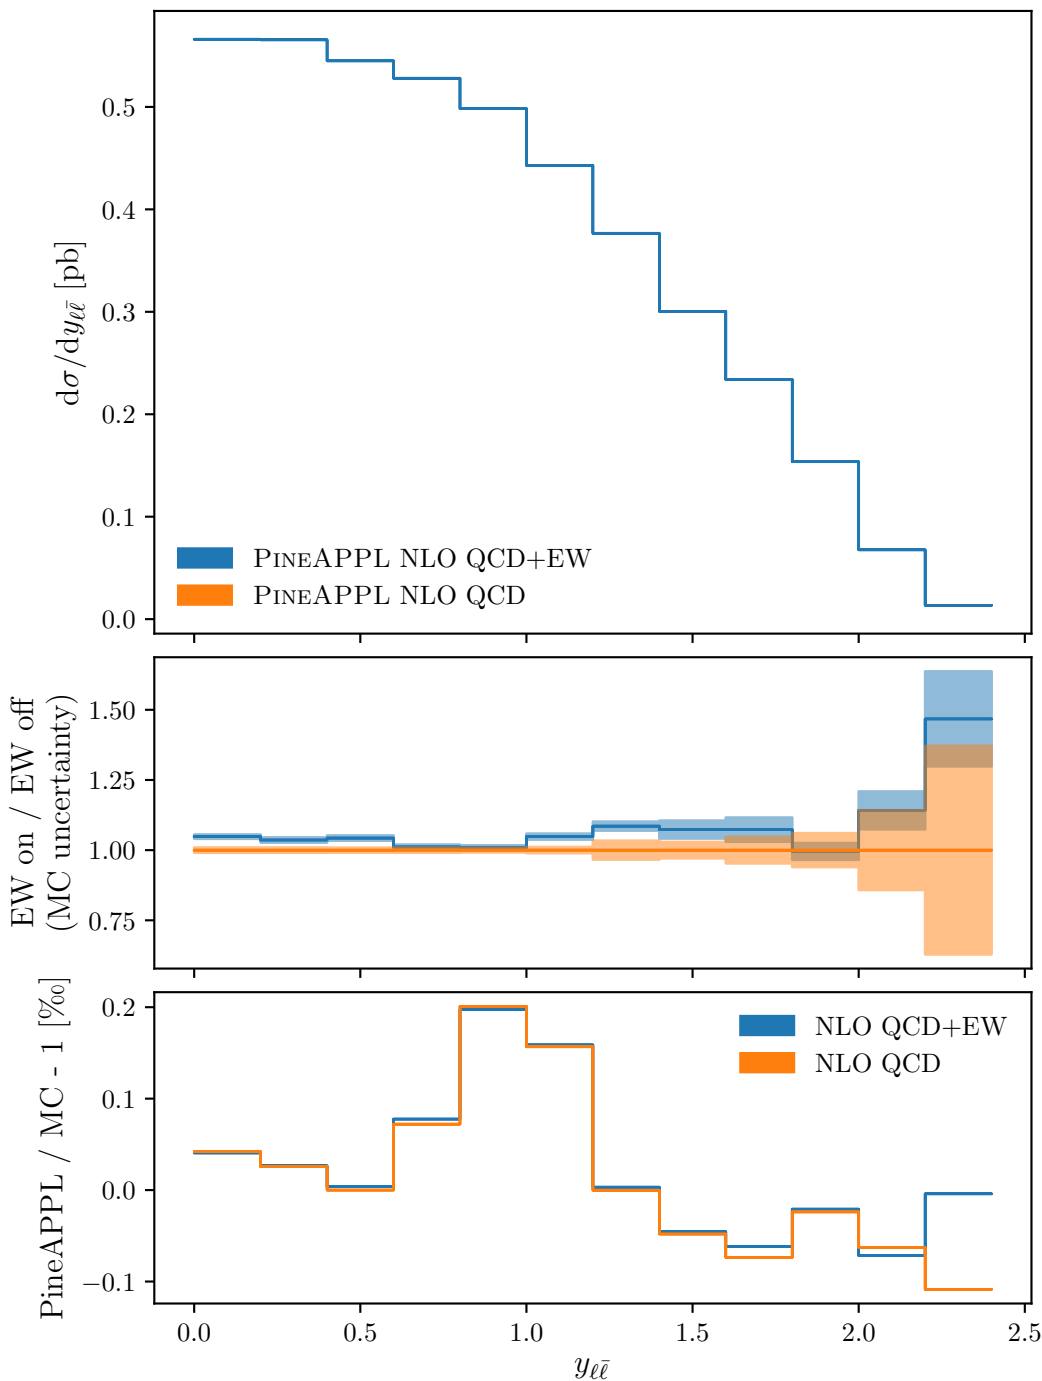 0.5
0.4
0.3
0.2
0.1
0.0
dσ/dy_{ℓℓ̄} [pb]
PINEAPPL NLO QCD+EW
PINEAPPL NLO QCD
1.50
1.25
1.00
0.75
EW on / EW off
(MC uncertainty)
0.2
0.1
0.0
−0.1
PineAPPL / MC - 1 [‰]
NLO QCD+EW
NLO QCD
0.0 0.5 1.0 1.5 2.0 2.5
y_{ℓℓ̄}